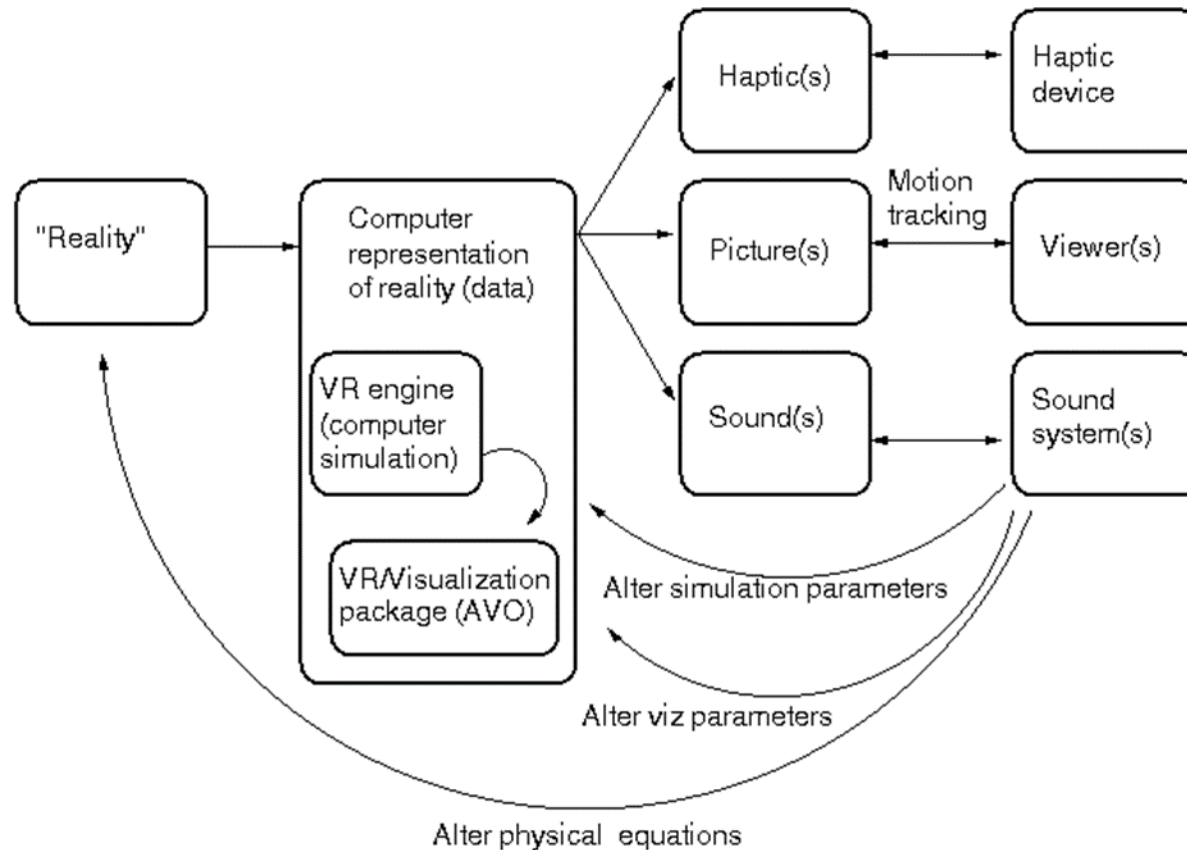 "Reality"
Computer
representation
of reality (data)
VR engine
(computer
simulation)
VR/Visualization
package (AVO)
Haptic(s)
Haptic
device
Motion
tracking
Picture(s)
Viewer(s)
Sound(s)
Sound
system(s)
Alter simulation parameters
Alter viz parameters
Alter physical equations